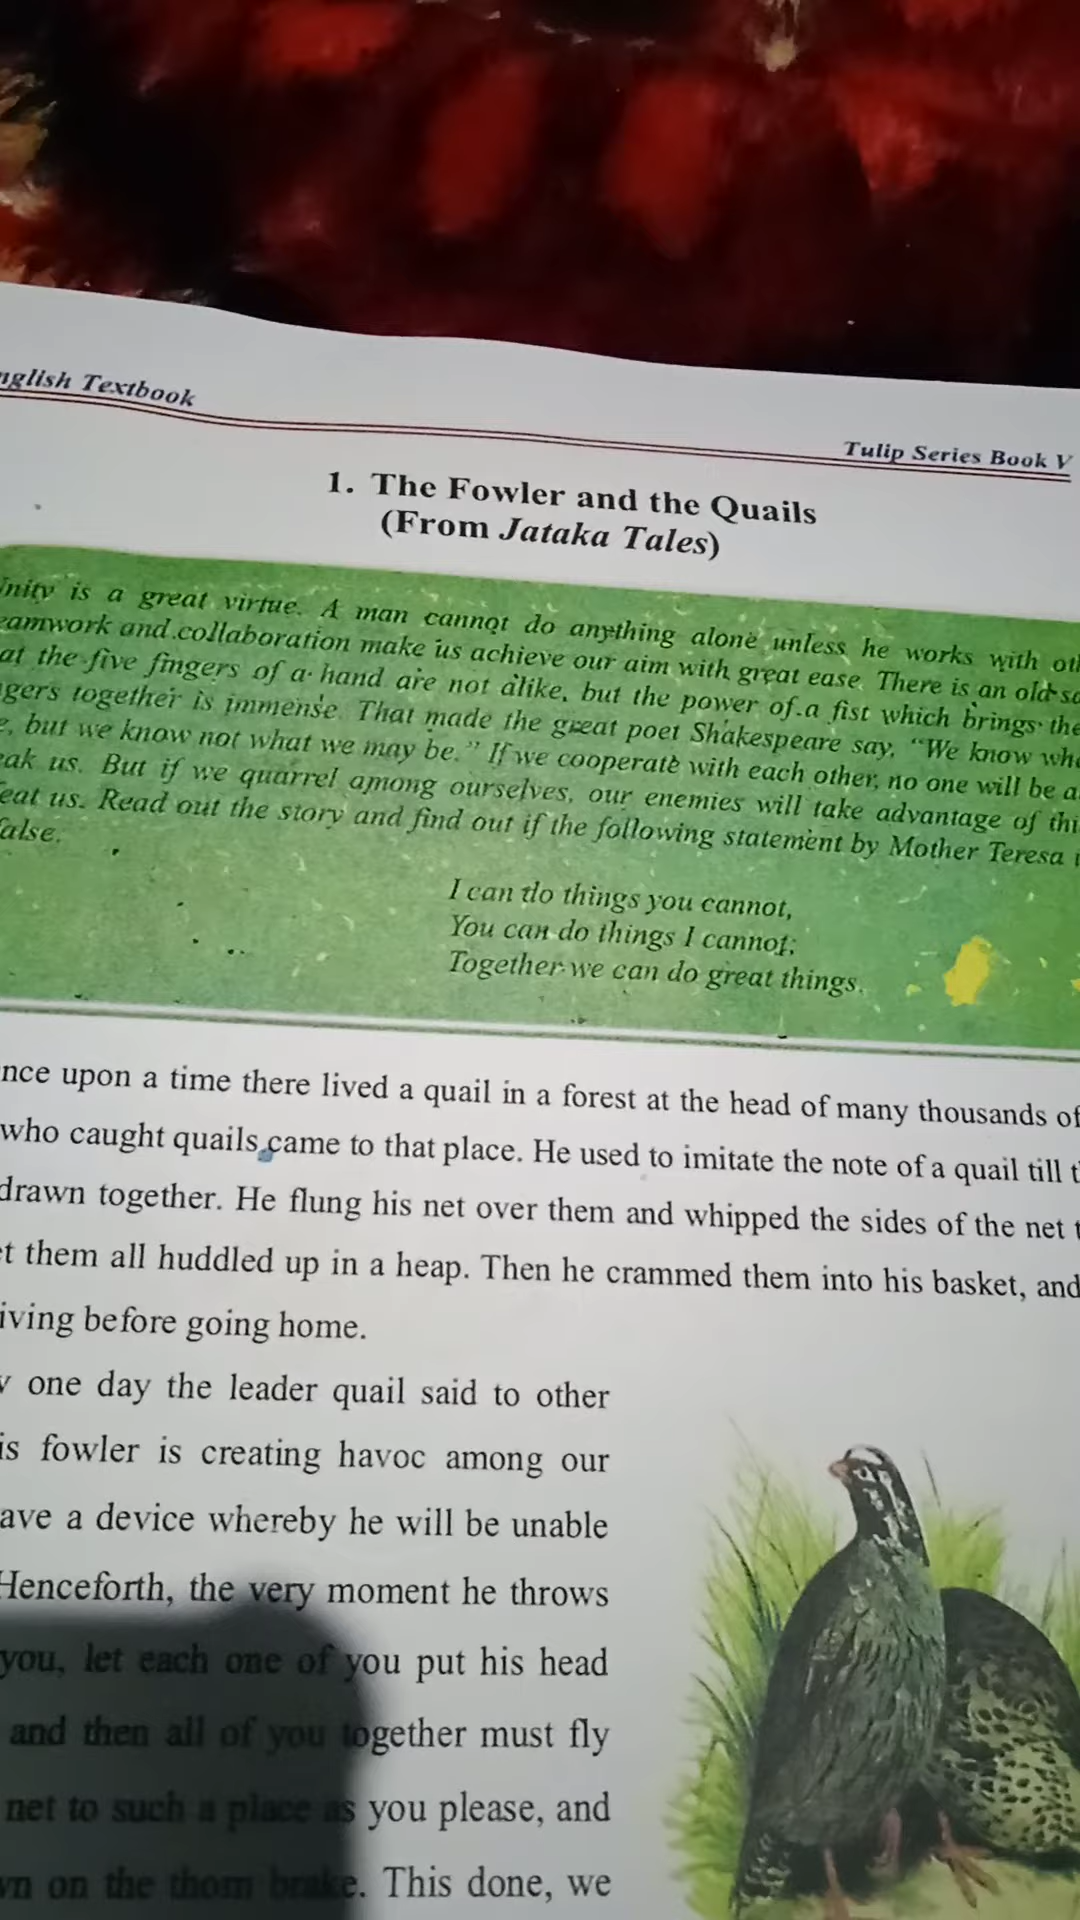 English Textbook
Tulip Series Book V
1. The Fowler and the Quails
(From Jataka Tales)
Unity is a great virtue. A man cannot do anything alone unless he works with
eamwork and collaboration make us achieve our aim with great ease. There is an old
at the five fingers of a hand are not alike, but the power of a fist which brings the
gers together is immense. That made the great poet Shakespeare say, "We know
but we know not what we may be." If we cooperate with each other, no one will be
eak us. But if we quarrel among ourselves, our enemies will take advantage of
eat us. Read out the story and find out if the following statement by Mother Teresa
false.
I can do things you cannot,
You can do things I cannot;
Together we can do great things.
nce upon a time there lived a quail in a forest at the head of many thousands of
who caught quails came to that place. He used to imitate the note of a quail till
drawn together. He flung his net over them and whipped the sides of the net
them all huddled up in a heap. Then he crammed them into his basket, and
iving before going home.
one day the leader quail said to other
is fowler is creating havoc among our
ave a device whereby he will be unable
Henceforth, the very moment he throws
you, let each one of you put his head
and then all of you together must fly
net to such a place as you please, and
wn on the thorn brake. This done, we